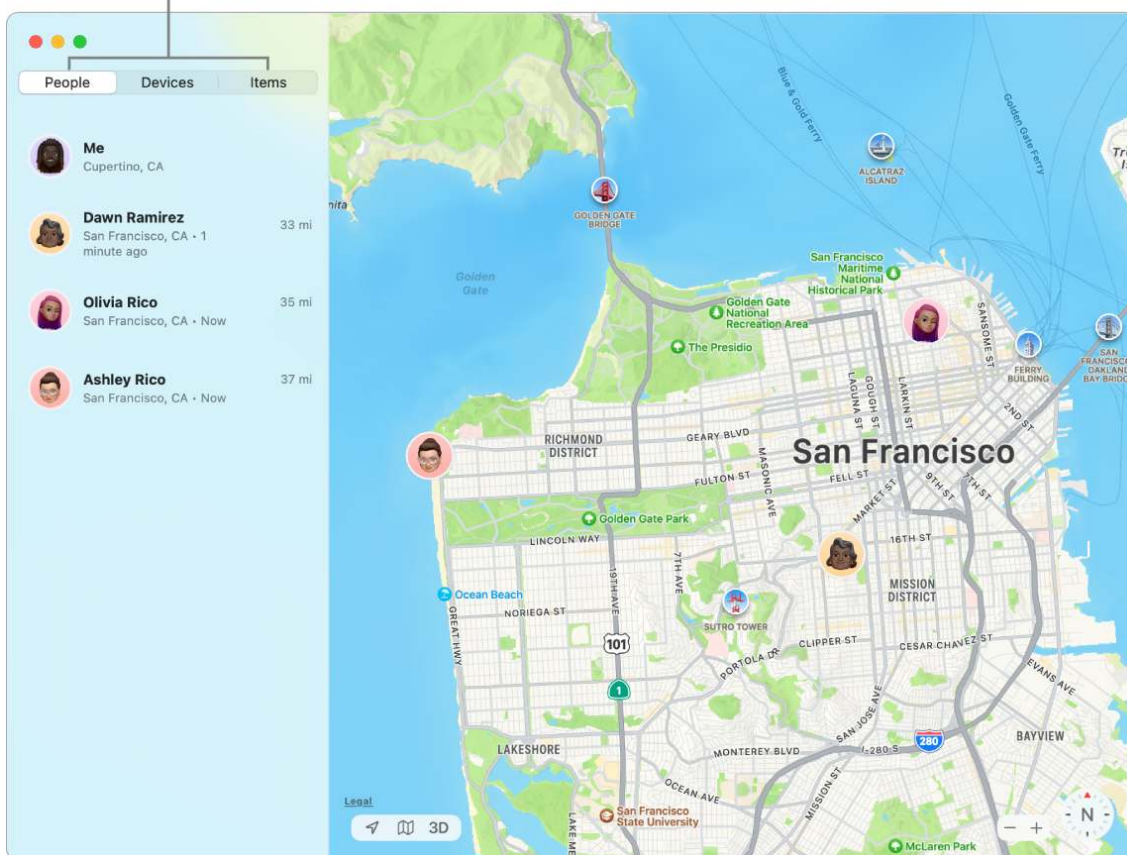 People
Devices
Items
Me
Cupertino, CA
Dawn Ramirez
33 mi
San Francisco, CA • 1
minute ago
Olivia Rico
35 mi
San Francisco, CA • Now
Ashley Rico
37 mi
San Francisco, CA • Now
Blue & Gold Ferry
Golden Gate Ferry
ALCATRAZ
ISLAND
nita
GOLDEN GATE
BRIDGE
Golden
Gate
San Francisco
Maritime
National
Historical Park
Golden Gate
National
Recreation Area
The Presidio
SANSOME ST
FERRY
BUILDING
SAN
FRANCISCO
OAKLAND
BAY BRIDG
LAGUNA ST
GOUGH ST
LARKIN ST
2ND ST
RICHMOND
DISTRICT
GEARY BLVD
MASONIC AVE
San Francisco
FULTON ST
FELL ST
9TH ST
7TH ST
MARKET ST
Golden Gate Park
LINCOLN WAY
16TH ST
7TH AVE
19TH AVE
MISSION
DISTRICT
Ocean Beach
NORIEGA ST
GREAT HWY
SUTRO TOWER
101
CLIPPER ST
CESAR CHAVEZ ST
PORTOLA DR
EVANS AVE
1
SAN JOSE AVE
280
BAYVIEW
LAKESHORE
MONTEREY BLVD
I-280 S
OCEAN AVE
MISSION ST
Legal
3D
San Francisco
State University
LAKE ME
N
McLaren Park